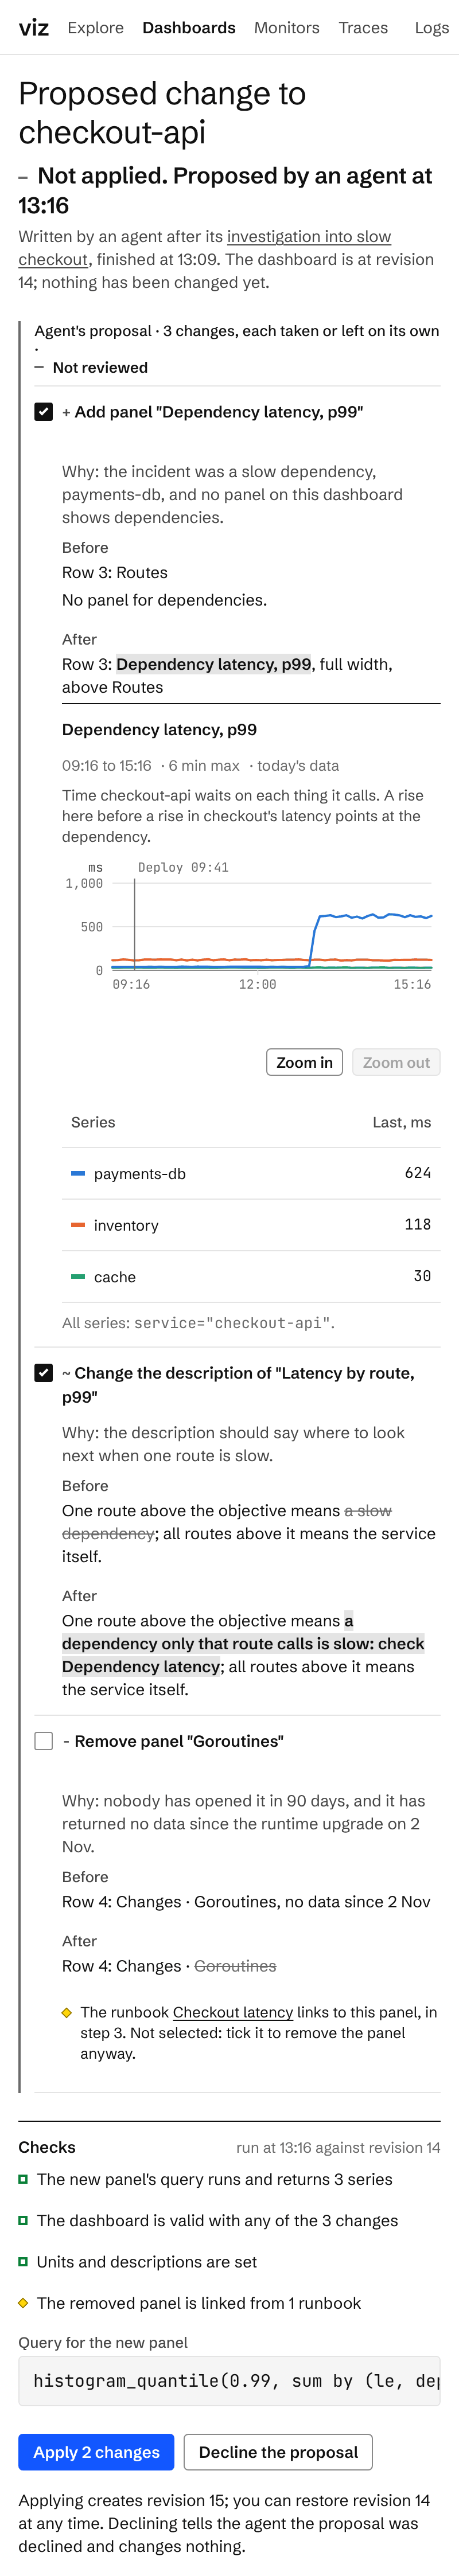 viz Explore Dashboards Monitors Traces Logs
Proposed change to
checkout-api
– Not applied. Proposed by an agent at
13:16
Written by an agent after its investigation into slow
checkout, finished at 13:09. The dashboard is at revision
14; nothing has been changed yet.
Agent's proposal · 3 changes, each taken or left on its own
·
– Not reviewed
+ Add panel "Dependency latency, p99"
Why: the incident was a slow dependency,
payments-db, and no panel on this dashboard
shows dependencies.
Before
Row 3: Routes
No panel for dependencies.
After
Row 3: Dependency latency, p99, full width,
above Routes
Dependency latency, p99
09:16 to 15:16 · 6 min max · today's data
Time checkout-api waits on each thing it calls. A rise
here before a rise in checkout's latency points at the
dependency.
ms Deploy 09:41
1,000
500
0
09:16 12:00 15:16
Zoom in Zoom out
Series Last, ms
payments-db 624
inventory 118
cache 30
All series: service="checkout-api".
~ Change the description of "Latency by route,
p99"
Why: the description should say where to look
next when one route is slow.
Before
One route above the objective means a slow
dependency; all routes above it means the service
itself.
After
One route above the objective means a
dependency only that route calls is slow: check
Dependency latency; all routes above it means
the service itself.
- Remove panel "Goroutines"
Why: nobody has opened it in 90 days, and it has
returned no data since the runtime upgrade on 2
Nov.
Before
Row 4: Changes · Goroutines, no data since 2 Nov
After
Row 4: Changes · Goroutines
The runbook Checkout latency links to this panel, in
step 3. Not selected: tick it to remove the panel
anyway.
Checks run at 13:16 against revision 14
The new panel's query runs and returns 3 series
The dashboard is valid with any of the 3 changes
Units and descriptions are set
The removed panel is linked from 1 runbook
Query for the new panel
histogram_quantile(0.99, sum by (le, dep
Apply 2 changes Decline the proposal
Applying creates revision 15; you can restore revision 14
at any time. Declining tells the agent the proposal was
declined and changes nothing.